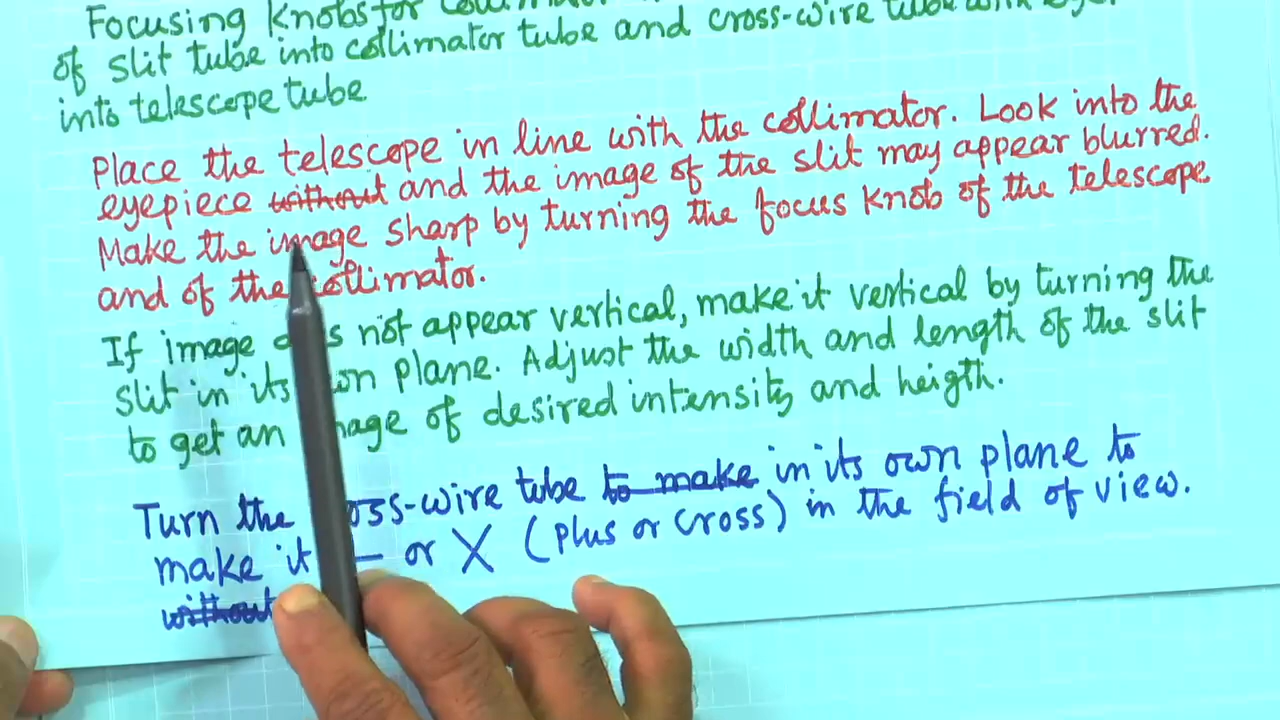 Focusing Knobs for
of slit tube into collimator tube and cross-wire tube with
into telescope tube
Place the telescope in line with the collimator. Look into the
eyepiece without and the image of the slit may appear blurred.
Make the image sharp by turning the focus knob of the telescope
and of the collimator.
If image not appear vertical, make it vertical by turning the
slit in its plane. Adjust the width and length of the slit
to get an of desired intensity and heigth.
Turn the tube to make in its own plane to
make it or X (plus or cross) in the field of view.
without